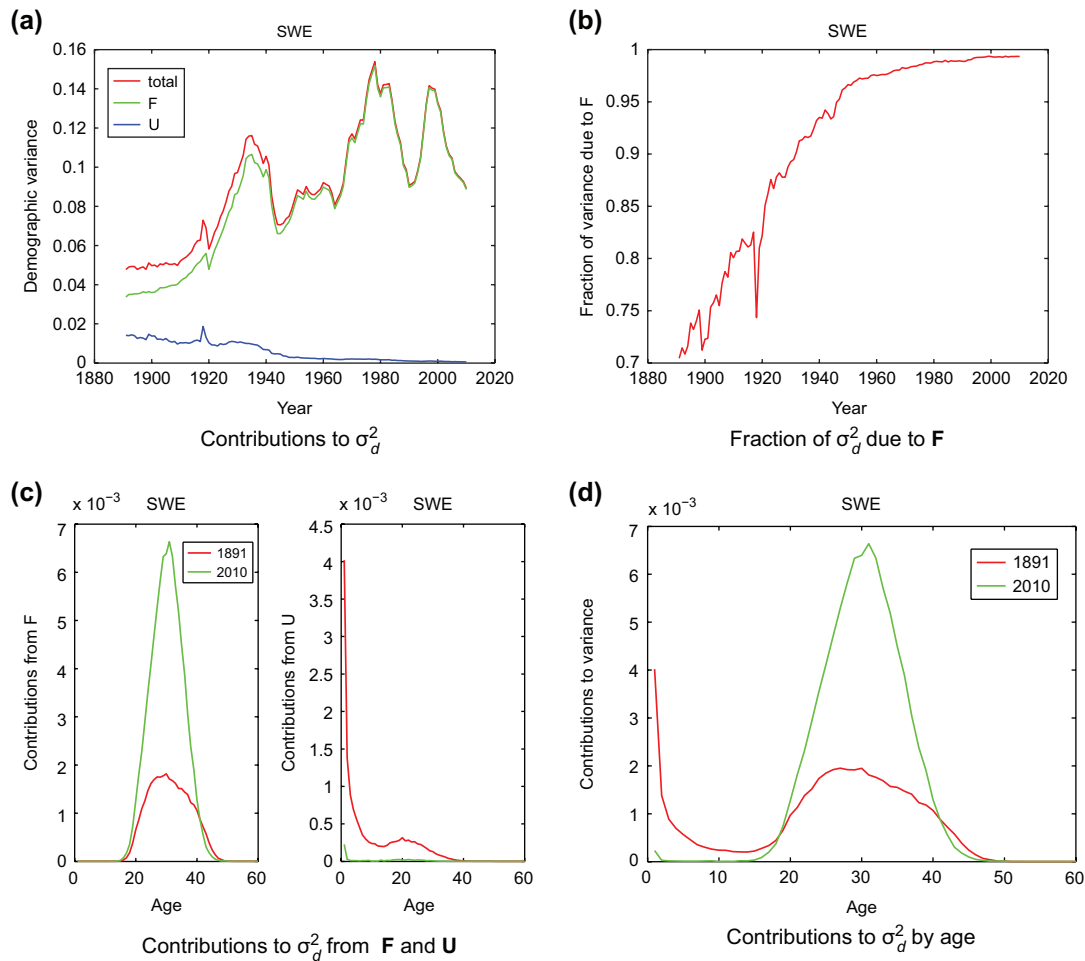 (a)
SWE
0.16
0.14
0.12
0.1
0.08
0.06
0.04
0.02
0
Demographic variance
total
F
U
1880 1900 1920 1940 1960 1980 2000 2020
Year
Contributions to σ²d
(b)
SWE
1
0.95
0.9
0.85
0.8
0.75
0.7
Fraction of variance due to F
1880 1900 1920 1940 1960 1980 2000 2020
Year
Fraction of σ²d due to F
(c)
x 10−3
SWE
7
6
5
4
3
2
1
0
Contributions from F
1891
2010
0 20 40 60
Age
x 10−3
SWE
4.5
4
3.5
3
2.5
2
1.5
1
0.5
0
Contributions from U
0 20 40 60
Age
Contributions to σ²d from F and U
(d)
x 10−3
SWE
7
6
5
4
3
2
1
0
Contributions to variance
1891
2010
0 10 20 30 40 50 60
Age
Contributions to σ²d by age